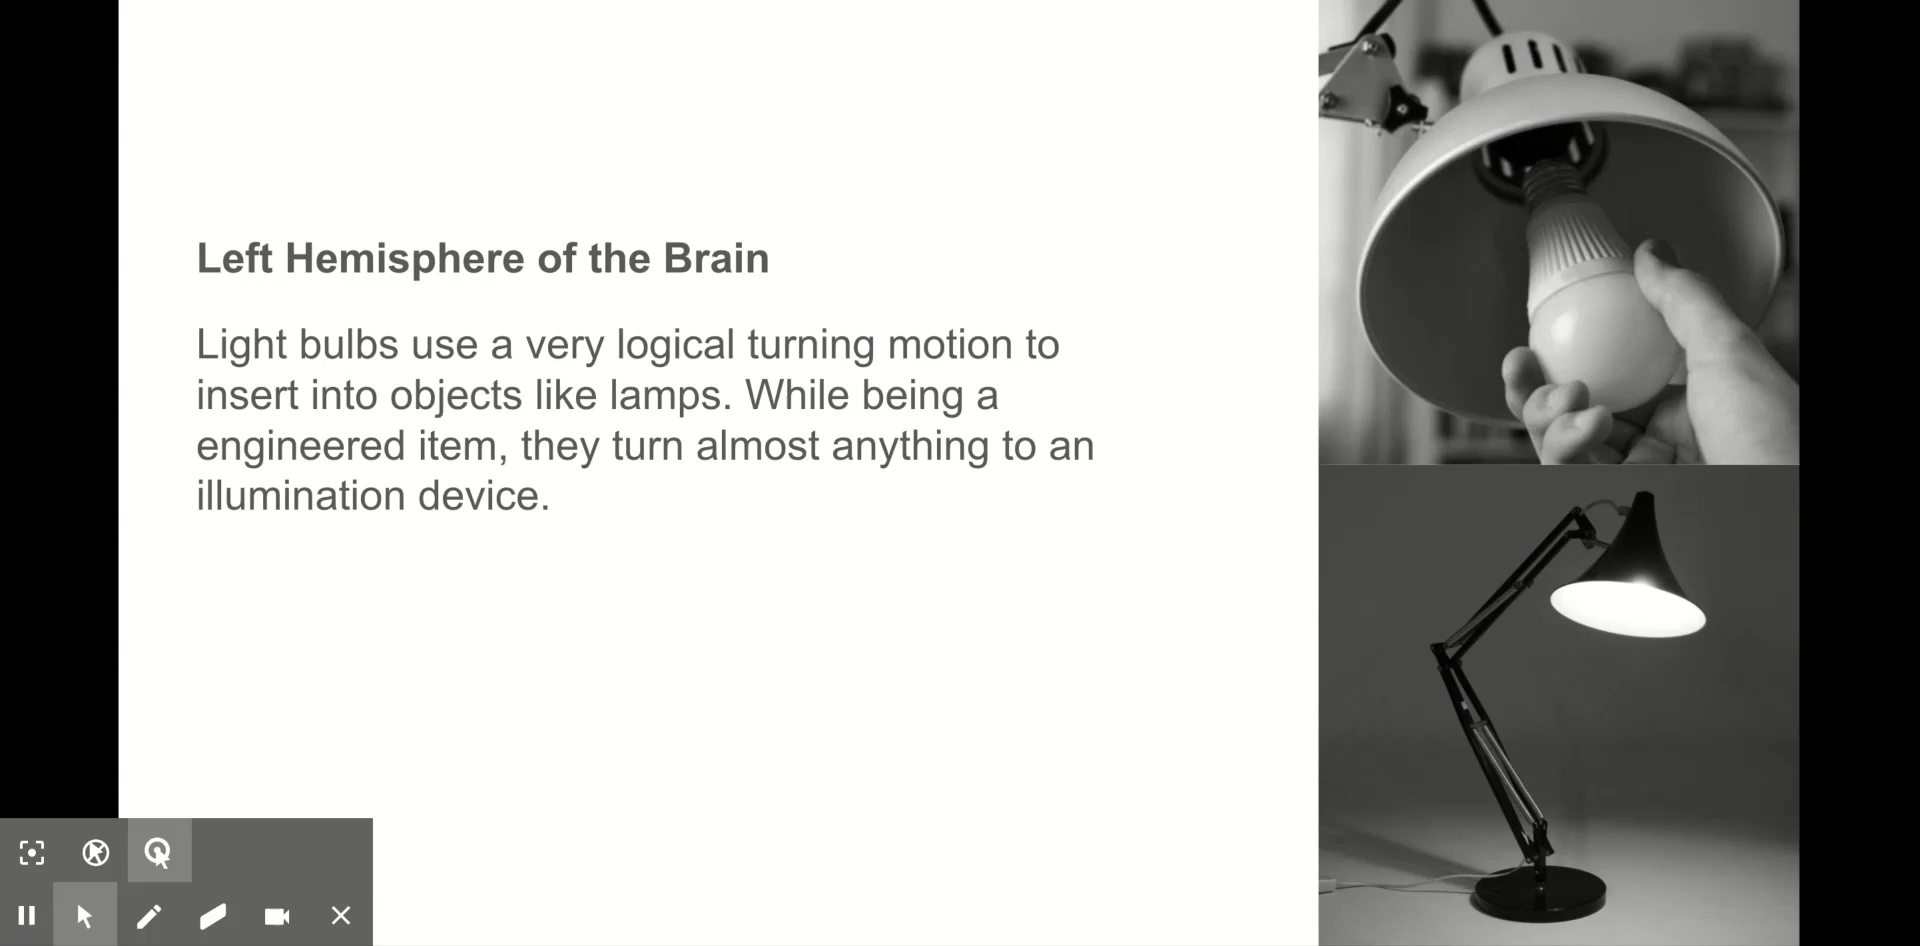 Left Hemisphere of the Brain
Light bulbs use a very logical turning motion to
insert into objects like lamps. While being a
engineered item, they turn almost anything to an
illumination device.